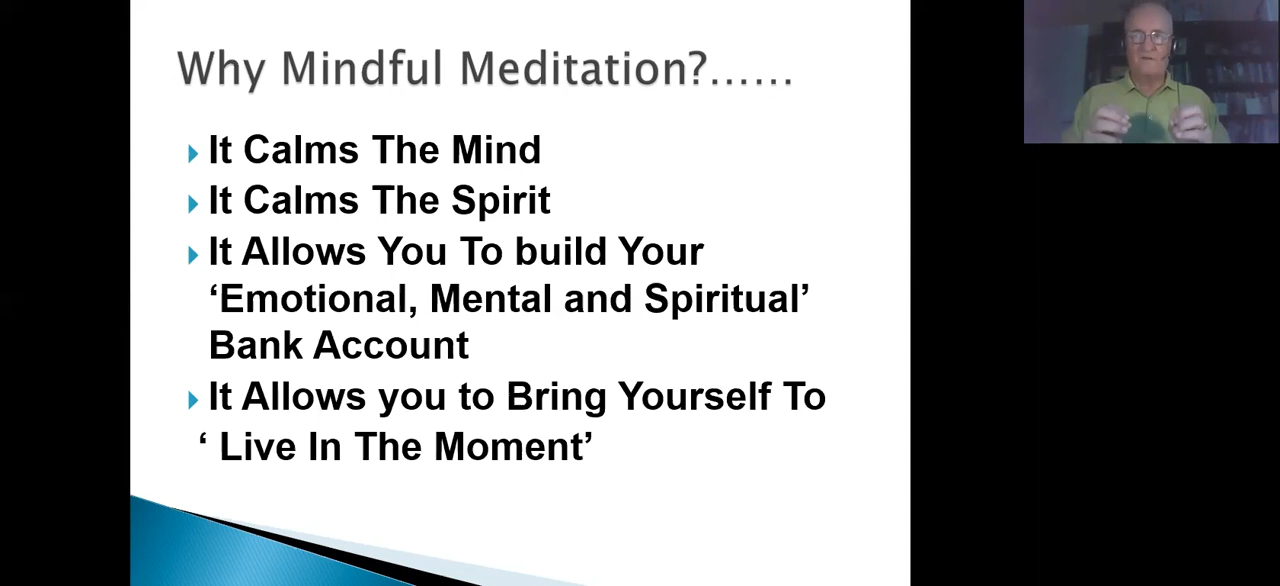 Why Mindful Meditation?......
It Calms The Mind
It Calms The Spirit
It Allows You To build Your
‘Emotional, Mental and Spiritual’
Bank Account
It Allows you to Bring Yourself To
‘ Live In The Moment’